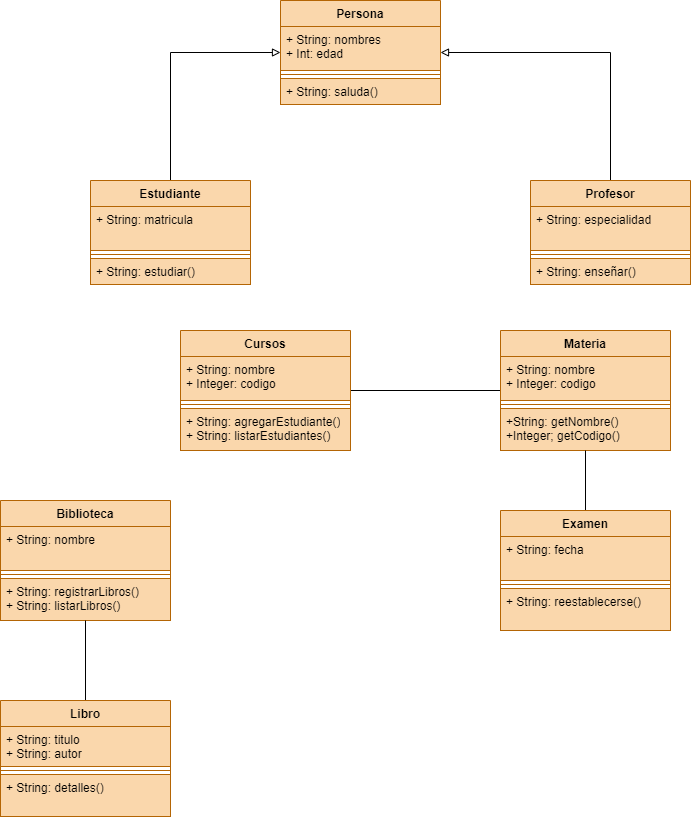 Persona
+ String: nombres
+ Int: edad
+ String: saluda()
Estudiante
+ String: matricula
+ String: estudiar()
Profesor
+ String: especialidad
+ String: enseñar()
Cursos
+ String: nombre
+ Integer: codigo
+ String: agregarEstudiante()
+ String: listarEstudiantes()
Materia
+ String: nombre
+ Integer: codigo
+String: getNombre()
+Integer; getCodigo()
Biblioteca
+ String: nombre
+ String: registrarLibros()
+ String: listarLibros()
Examen
+ String: fecha
+ String: reestablecerse()
Libro
+ String: titulo
+ String: autor
+ String: detalles()